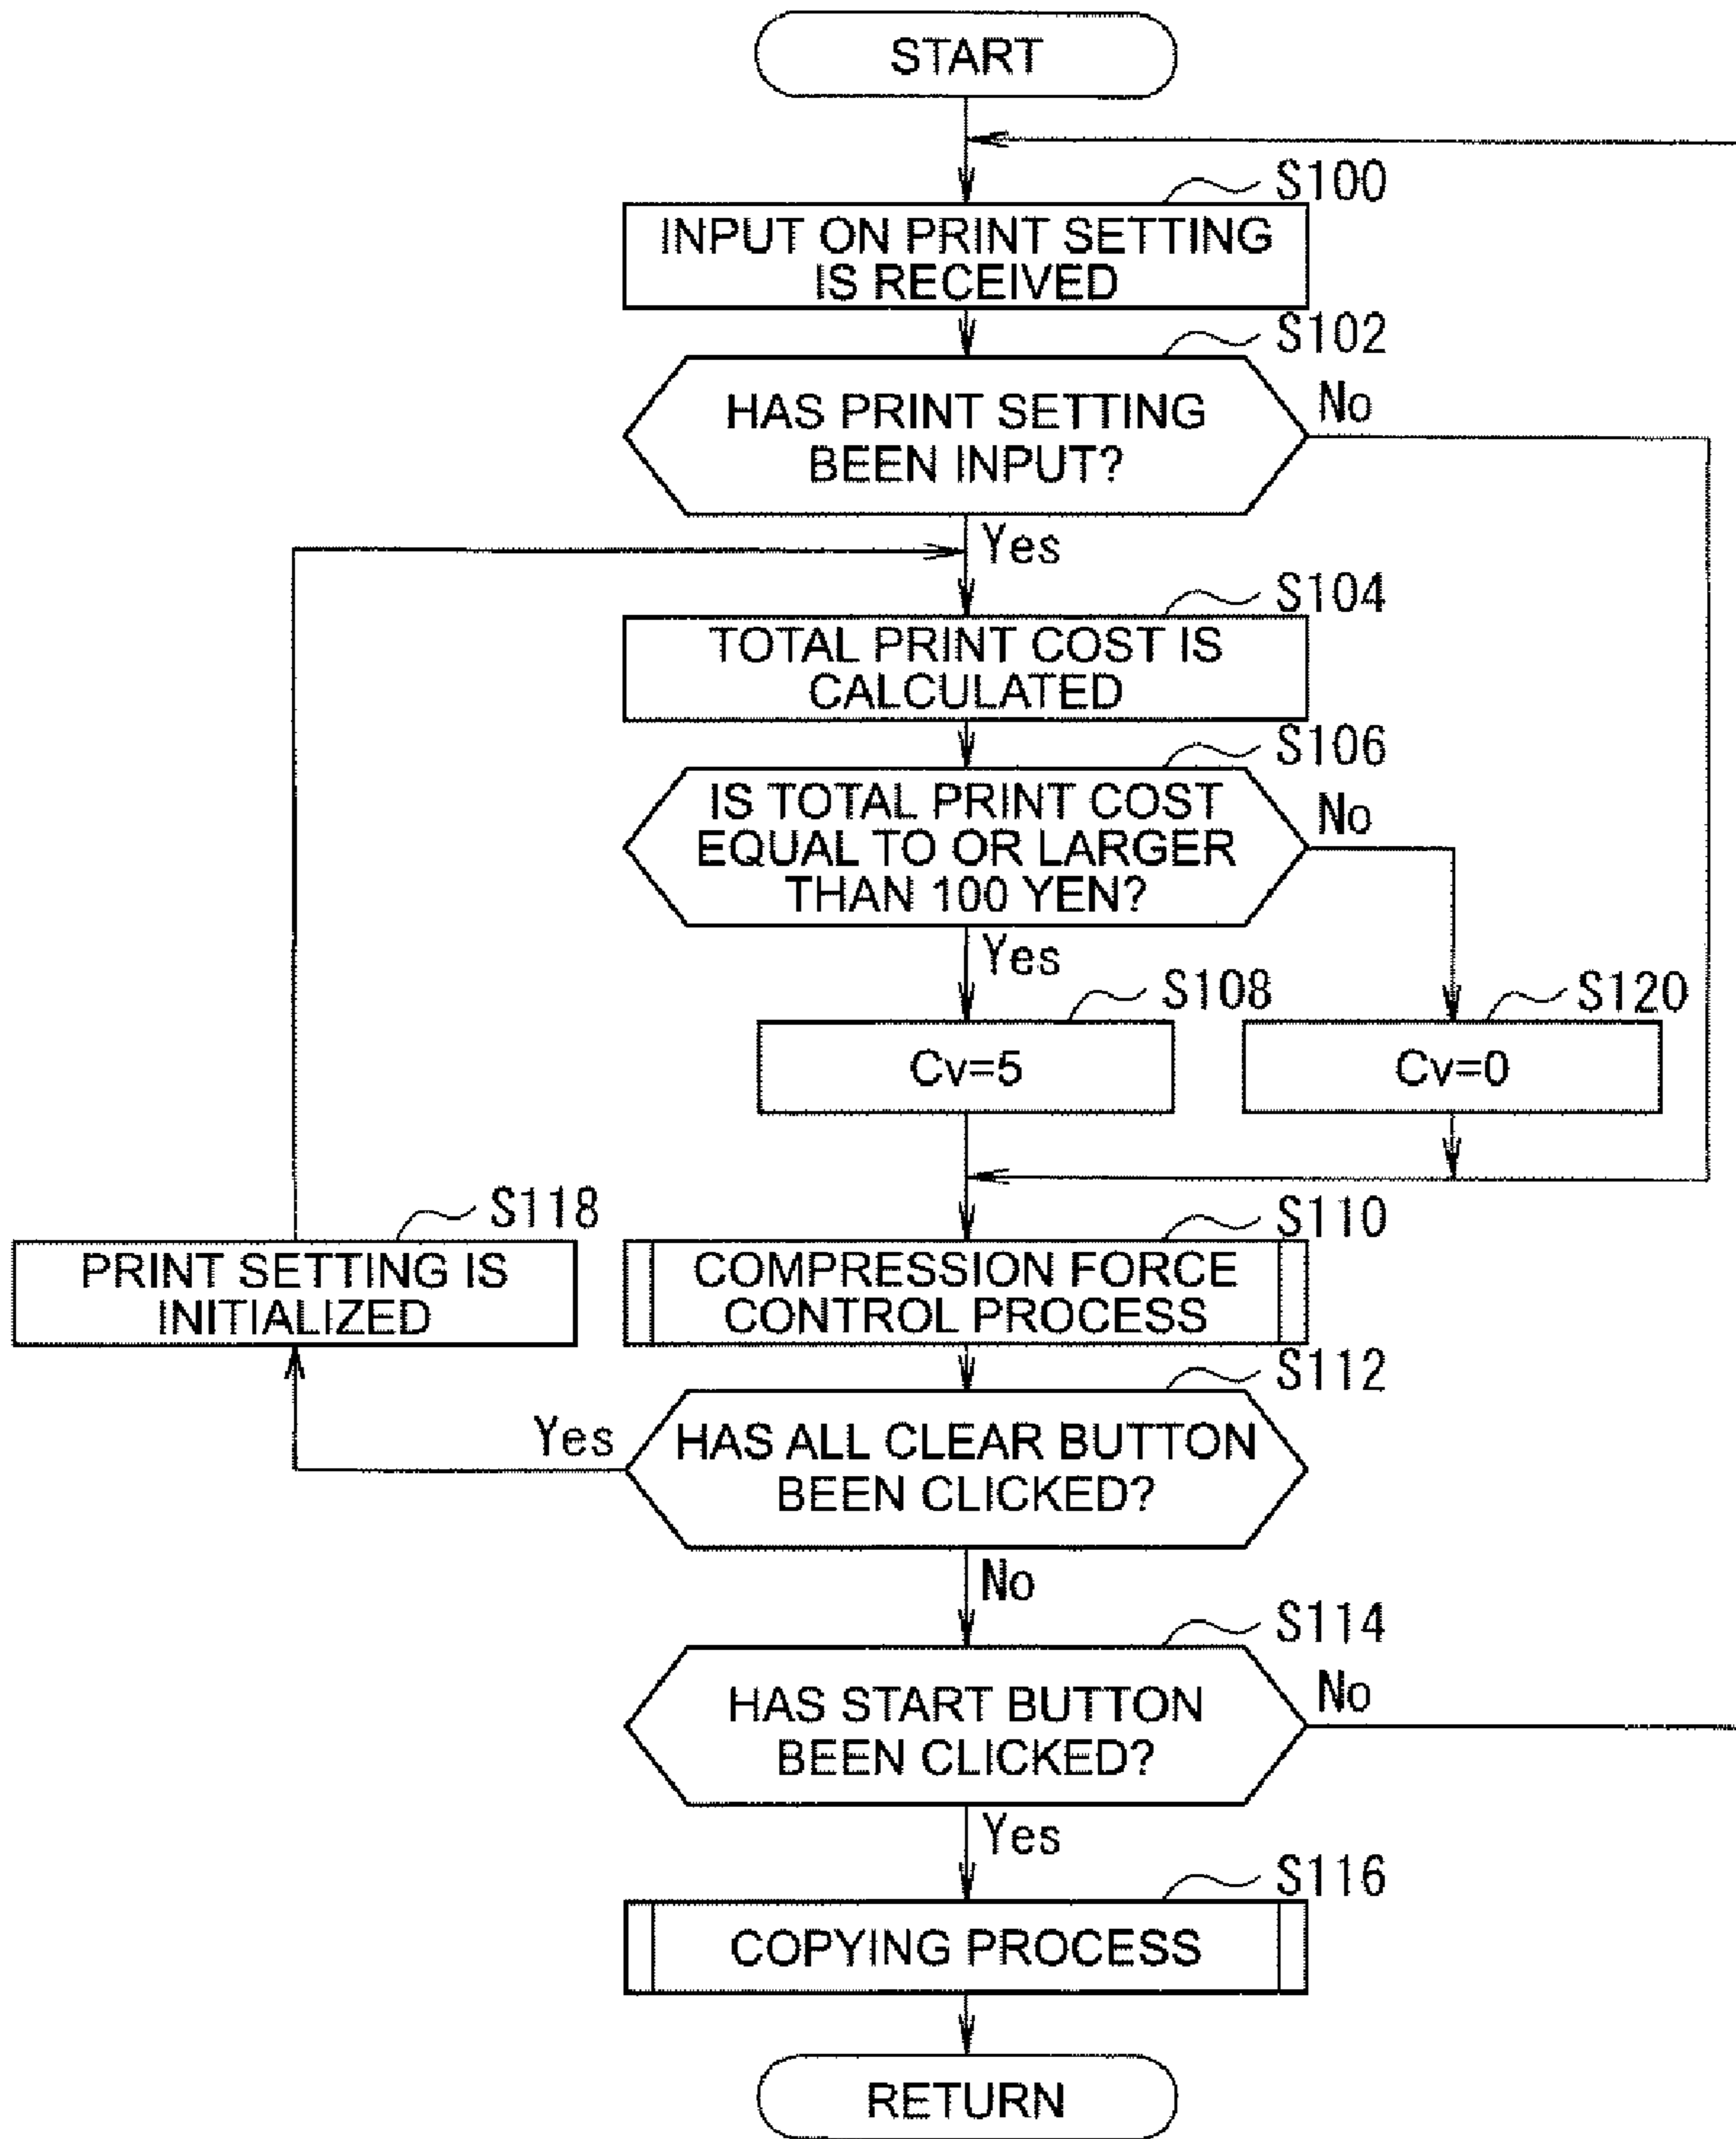 START
S100
INPUT ON PRINT SETTING
IS RECEIVED
S102
HAS PRINT SETTING
BEEN INPUT?
No
Yes
S104
TOTAL PRINT COST IS
CALCULATED
S106
IS TOTAL PRINT COST
EQUAL TO OR LARGER
THAN 100 YEN?
No
Yes
S108
Cv=5
S120
Cv=0
S110
COMPRESSION FORCE
CONTROL PROCESS
S118
PRINT SETTING IS
INITIALIZED
S112
HAS ALL CLEAR BUTTON
BEEN CLICKED?
Yes
No
S114
HAS START BUTTON
BEEN CLICKED?
No
Yes
S116
COPYING PROCESS
RETURN